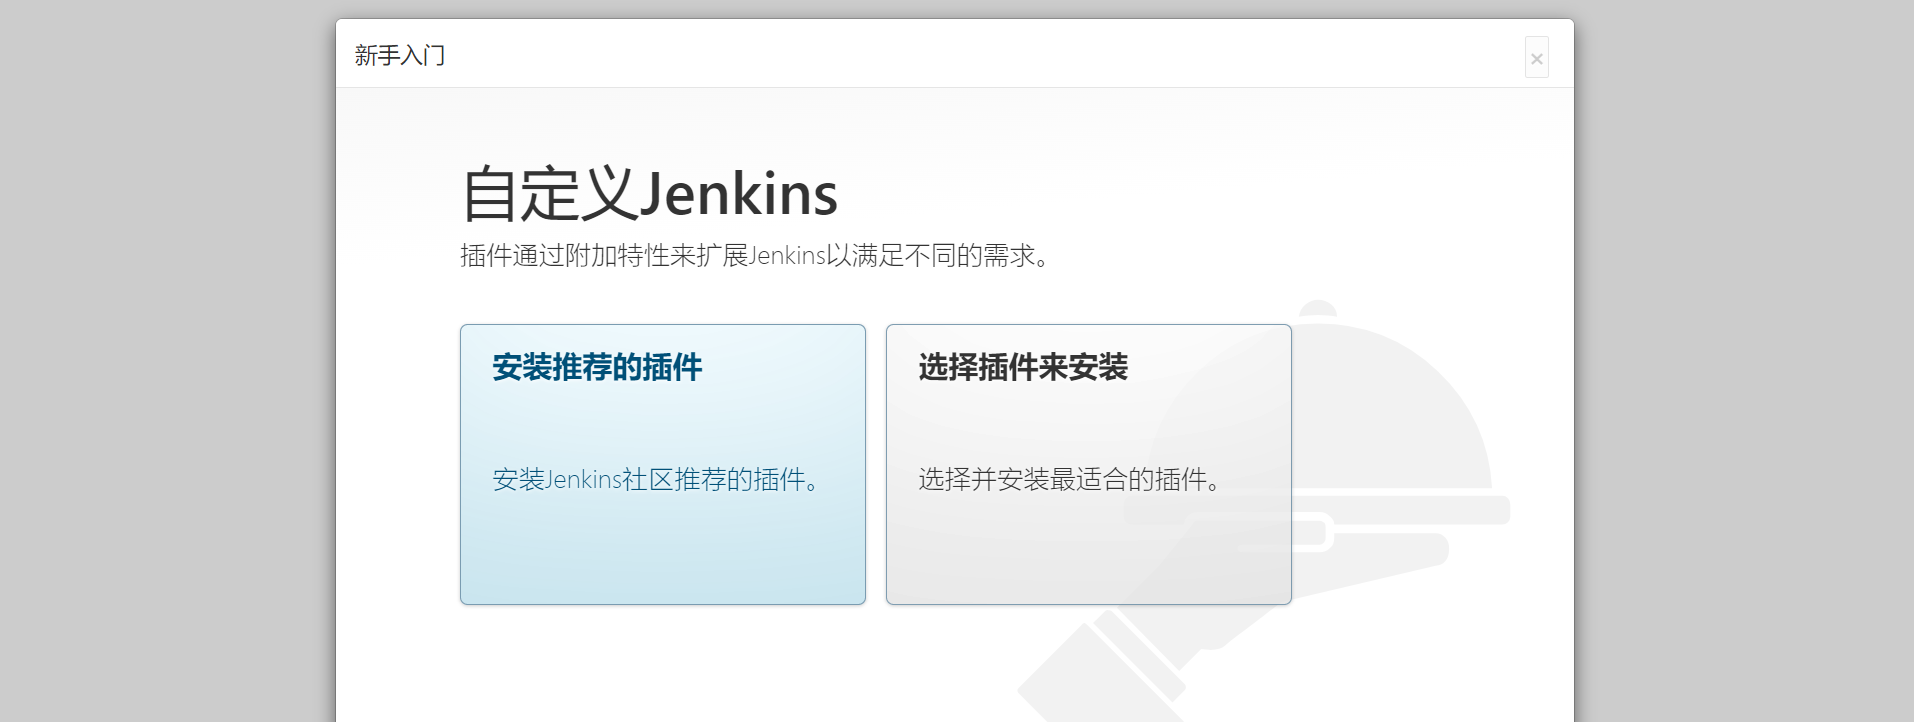 新手入门
×
自定义Jenkins
插件通过附加特性来扩展Jenkins以满足不同的需求。
安装推荐的插件
安装Jenkins社区推荐的插件。
选择插件来安装
选择并安装最适合的插件。